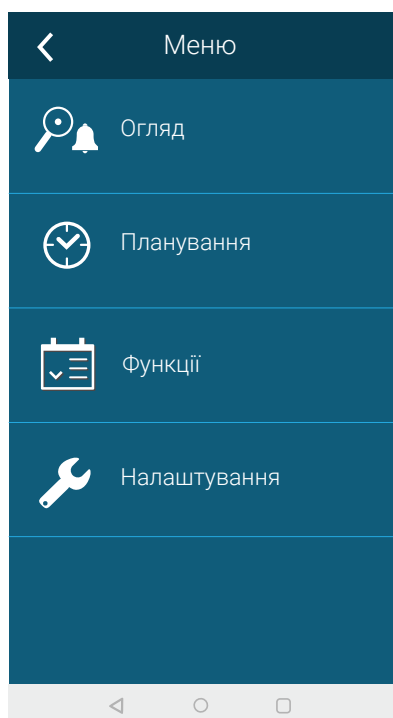 Меню
Огляд
Планування
Функції
Налаштування